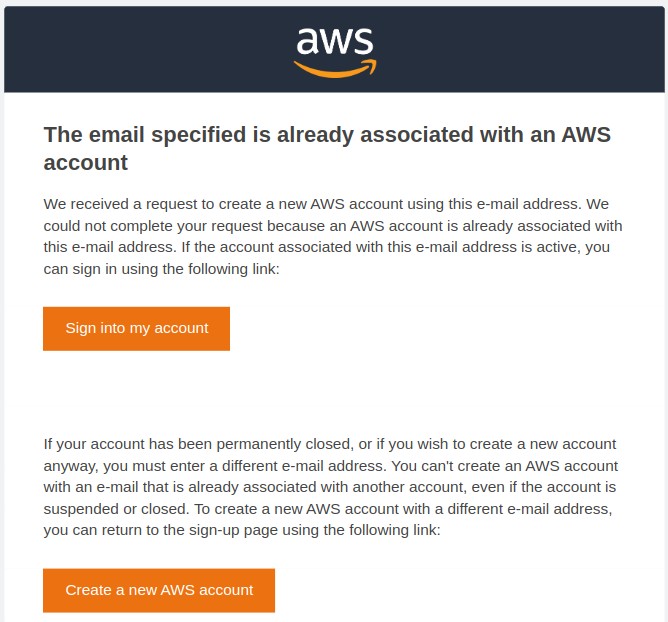 aws
The email specified is already associated with an AWS
account
We received a request to create a new AWS account using this e-mail address. We
could not complete your request because an AWS account is already associated with
this e-mail address. If the account associated with this e-mail address is active, you
can sign in using the following link:
Sign into my account
If your account has been permanently closed, or if you wish to create a new account
anyway, you must enter a different e-mail address. You can't create an AWS account
with an e-mail that is already associated with another account, even if the account is
suspended or closed. To create a new AWS account with a different e-mail address,
you can return to the sign-up page using the following link:
Create a new AWS account